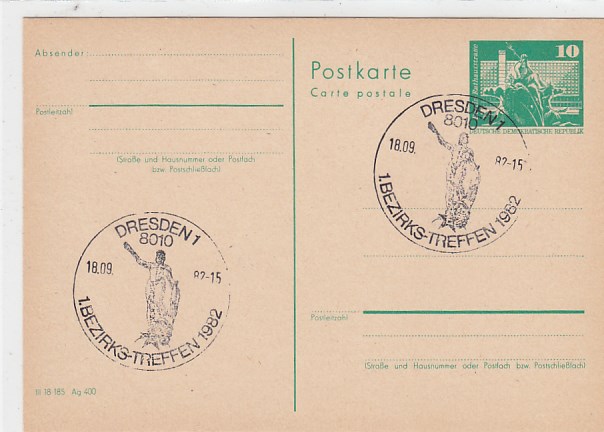 Absender:
Postleitzahl
(Straße und Hausnummer oder Postfach
bzw. Postschließfach)
DRESDEN 1
8010
18.09. 82-15
1.BEZIRKS-TREFFEN 1982
III 18 185 Ag 400
Postkarte
Carte postale
Rathausstrasse
10
DEUTSCHE DEMOKRATISCHE REPUBLIK
DRESDEN 1
8010
18.09. 82-15
1.BEZIRKS-TREFFEN 1982
Postleitzahl
(Straße und Hausnummer oder Postfach bzw. Postschließfach)